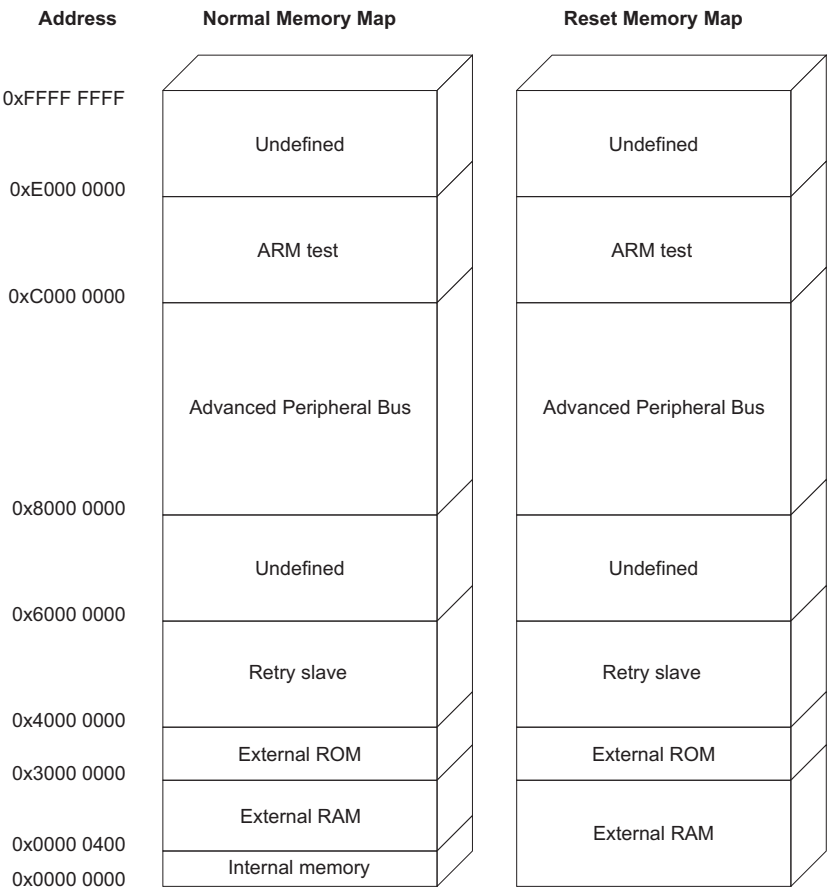 Address Normal Memory Map Reset Memory Map
0xFFFF FFFF
Undefined Undefined
0xE000 0000
ARM test ARM test
0xC000 0000
Advanced Peripheral Bus Advanced Peripheral Bus
0x8000 0000
Undefined Undefined
0x6000 0000
Retry slave Retry slave
0x4000 0000
External ROM External ROM
0x3000 0000
External RAM
External RAM
0x0000 0400
Internal memory
0x0000 0000